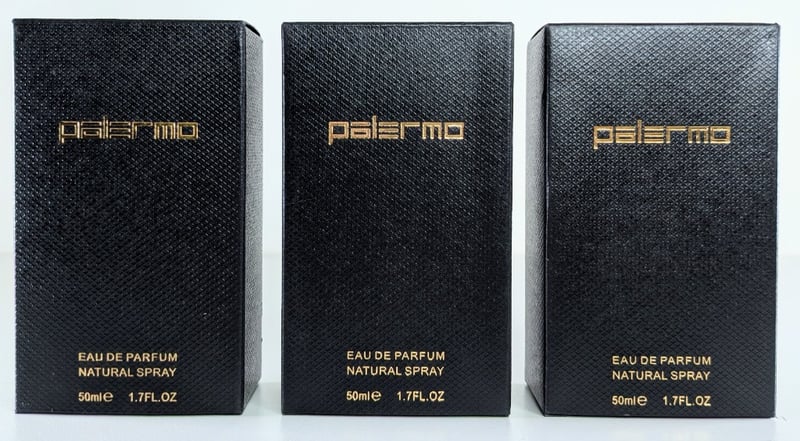 palermo
EAU DE PARFUM
NATURAL SPRAY
50ml℮ 1.7FL.OZ
palermo
EAU DE PARFUM
NATURAL SPRAY
50ml℮ 1.7FL.OZ
palermo
EAU DE PARFUM
NATURAL SPRAY
50ml℮ 1.7FL.OZ